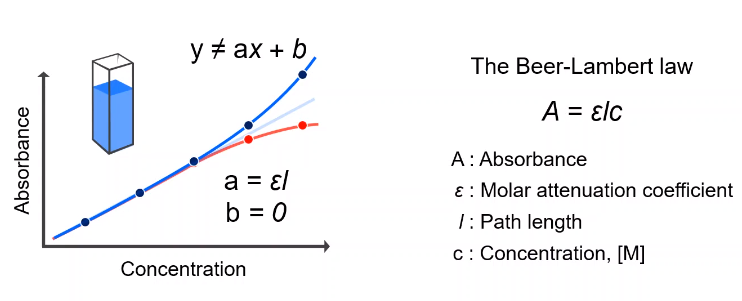 y ≠ ax + b
Absorbance
a = εl
b = 0
Concentration
The Beer-Lambert law
A = εlc
A : Absorbance
ε : Molar attenuation coefficient
l : Path length
c : Concentration, [M]